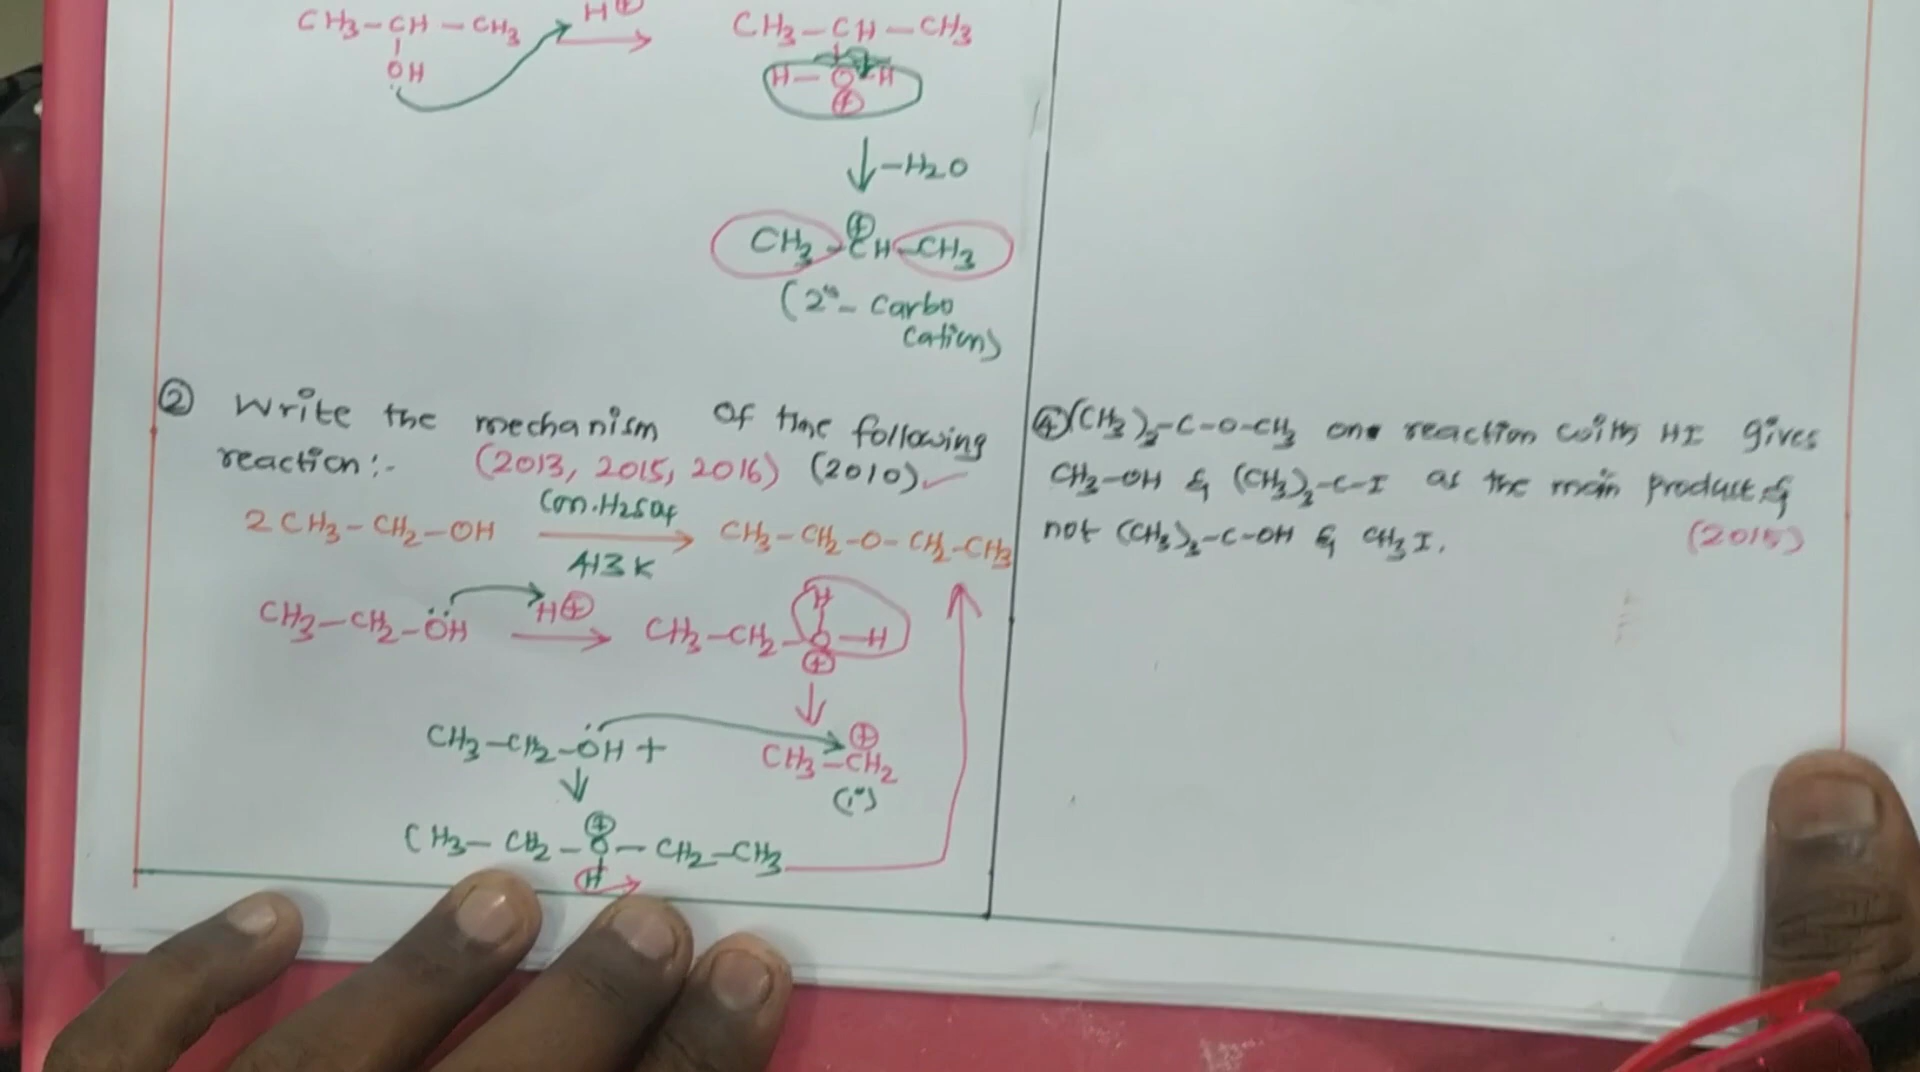 CH3-CH-CH3 H⊕ CH3-CH-CH3
OH H-O-H
⊕
-H2O
CH3-CH-CH3
⊕
(2°- Carbo
cation)
② Write the mechanism of the following
reaction:- (2013, 2015, 2016) (2010)✓
Con.H2SO4
2CH3-CH2-OH → CH3-CH2-O-CH2-CH3
413K
CH3-CH2-ÖH H⊕ → CH3-CH2-O-H
H
⊕
CH3-CH2-ÖH + CH3-CH2
⊕
(1°)
CH3-CH2-O-CH2-CH3
⊕
H
④ (CH3)3-C-O-CH3 on reaction with HI gives
CH3-OH & (CH3)3-C-I as the main product &
not (CH3)3-C-OH & CH3I. (2015)